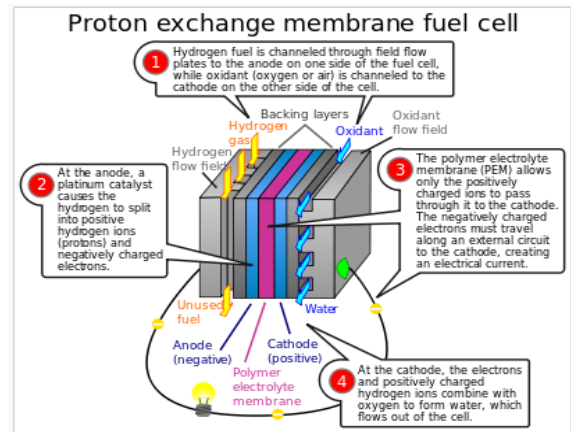 Proton exchange membrane fuel cell
1
Hydrogen fuel is channeled through field flow
plates to the anode on one side of the fuel cell,
while oxidant (oxygen or air) is channeled to the
cathode on the other side of the cell.
Backing layers
Oxidant
flow field
Hydrogen
gas
Oxidant
Hydrogen
flow field
2
At the anode, a
platinum catalyst
causes the
hydrogen to split
into positive
hydrogen ions
(protons) and
negatively charged
electrons.
3
The polymer electrolyte
membrane (PEM) allows
only the positively
charged ions to pass
through it to the cathode.
The negatively charged
electrons must travel
along an external circuit
to the cathode, creating
an electrical current.
Unused
fuel
Water
Anode
(negative)
Cathode
(positive)
Polymer
electrolyte
membrane
4
At the cathode, the electrons
and positively charged
hydrogen ions combine with
oxygen to form water, which
flows out of the cell.